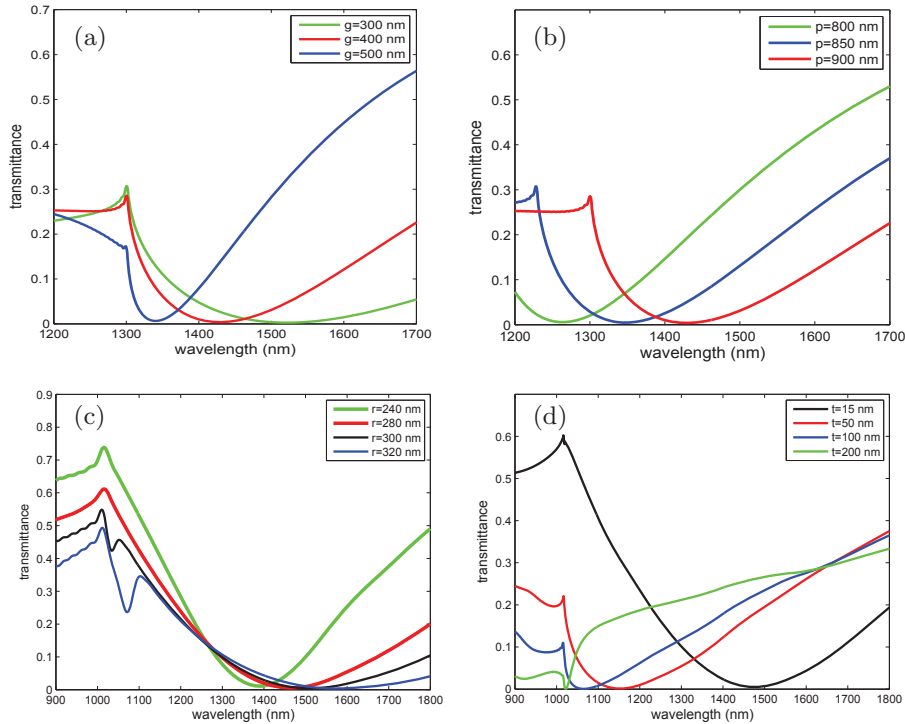 (a)
g=300 nm
g=400 nm
g=500 nm
transmittance
0.7
0.6
0.5
0.4
0.3
0.2
0.1
0
1200 1300 1400 1500 1600 1700
wavelength (nm)
(b)
p=800 nm
p=850 nm
p=900 nm
transmittance
0.7
0.6
0.5
0.4
0.3
0.2
0.1
0
1200 1300 1400 1500 1600 1700
wavelength (nm)
(c)
r=240 nm
r=280 nm
r=300 nm
r=320 nm
transmittance
0.9
0.8
0.7
0.6
0.5
0.4
0.3
0.2
0.1
0
900 1000 1100 1200 1300 1400 1500 1600 1700 1800
wavelength (nm)
(d)
t=15 nm
t=50 nm
t=100 nm
t=200 nm
transmittance
0.6
0.5
0.4
0.3
0.2
0.1
0
900 1000 1100 1200 1300 1400 1500 1600 1700 1800
wavelength (nm)